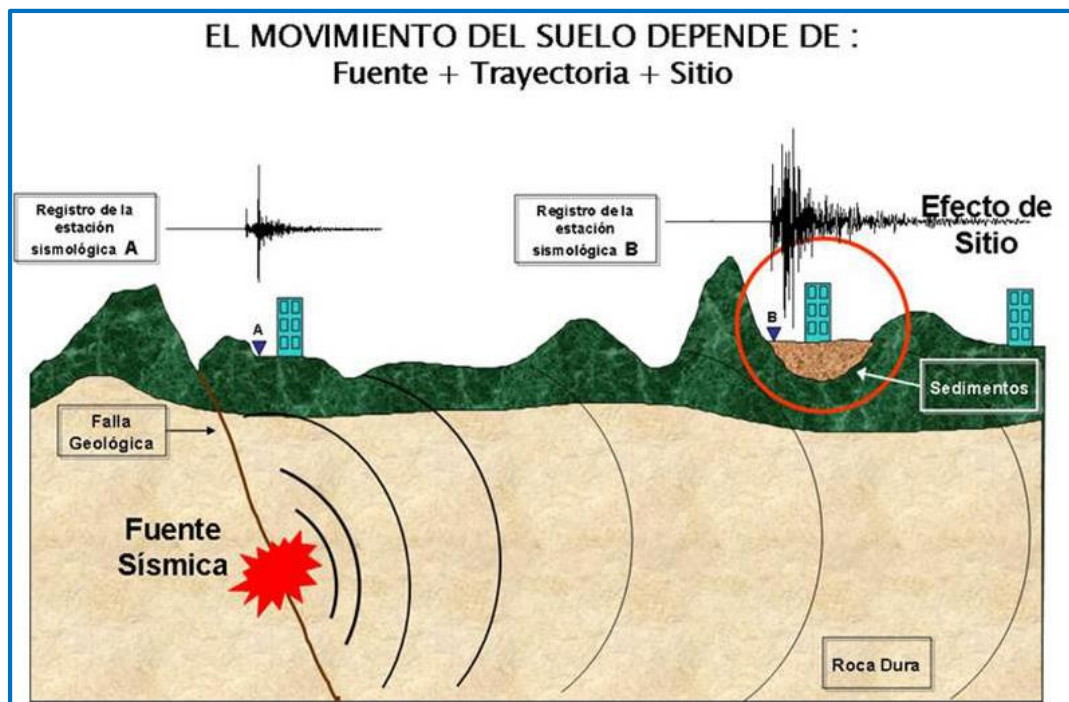 EL MOVIMIENTO DEL SUELO DEPENDE DE :
Fuente + Trayectoria + Sitio
Registro de la
estación
sismológica A
Registro de la
estación
sismológica B
Efecto de
Sitio
A
B
Sedimentos
Falla
Geológica
Fuente
Sísmica
Roca Dura